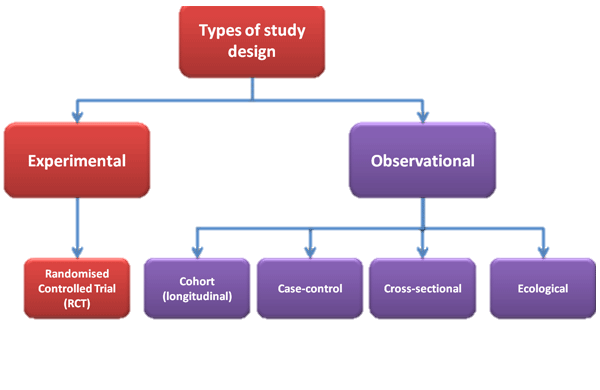 Types of study
design
Experimental
Observational
Randomised
Controlled Trial
(RCT)
Cohort
(longitudinal)
Case-control
Cross-sectional
Ecological